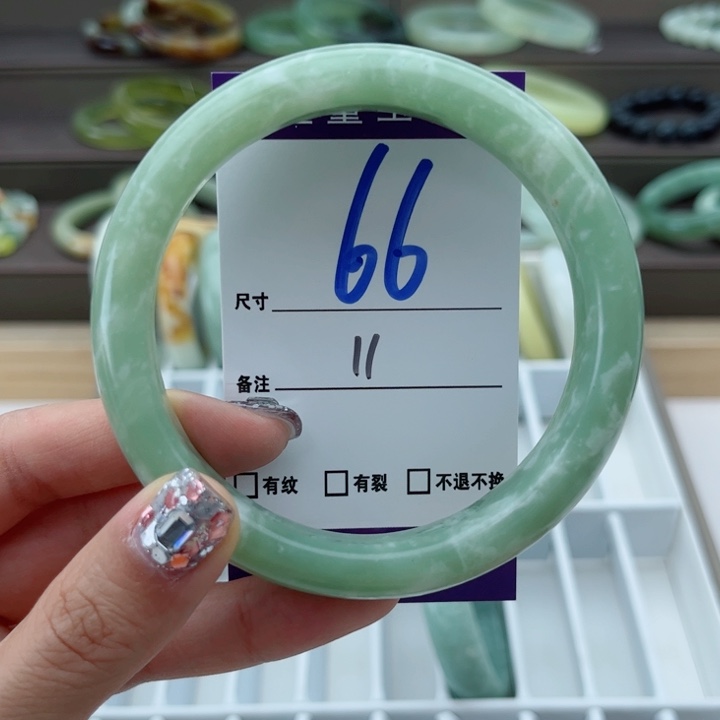 66
尺寸
11
备注
□有纹 □有裂 □不退不换